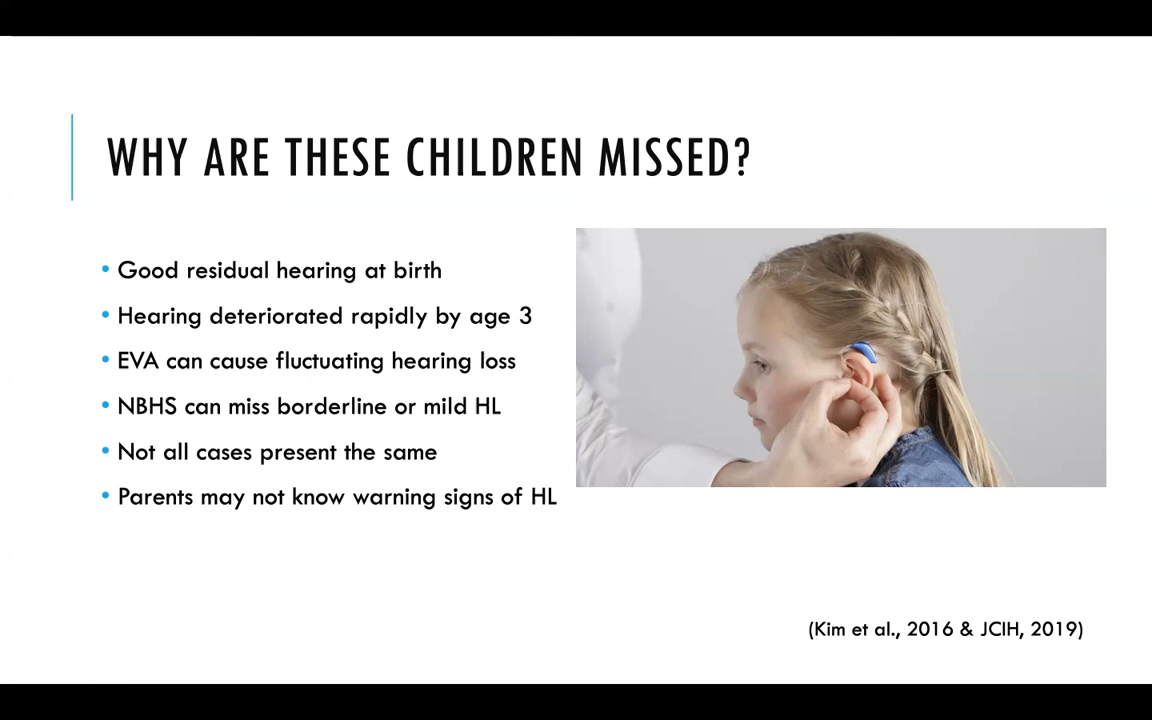 WHY ARE THESE CHILDREN MISSED?
• Good residual hearing at birth
• Hearing deteriorated rapidly by age 3
• EVA can cause fluctuating hearing loss
• NBHS can miss borderline or mild HL
• Not all cases present the same
• Parents may not know warning signs of HL
(Kim et al., 2016 & JCIH, 2019)